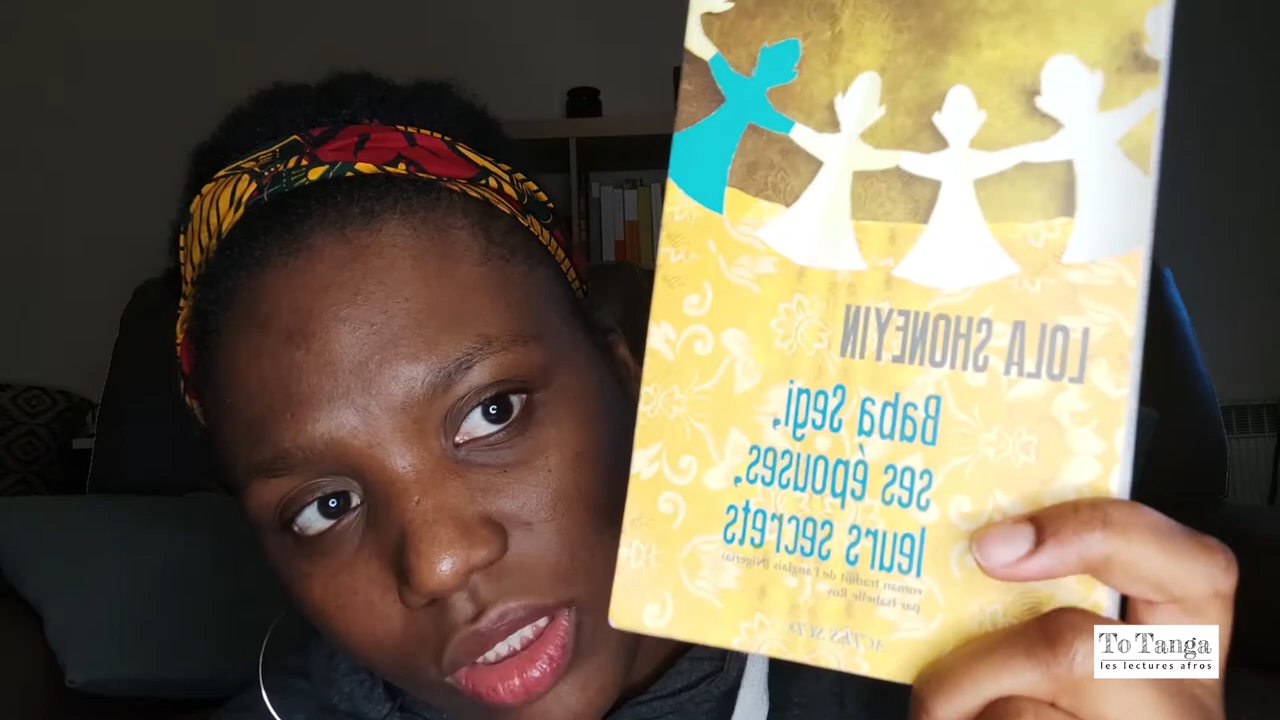 LOLA SHONEYIN
Baba Segi,
ses épouses,
leurs secrets
roman traduit de l'anglais (Nigeria)
par Isabelle Roy
ACTES SUD
To Tanga
les lectures afros